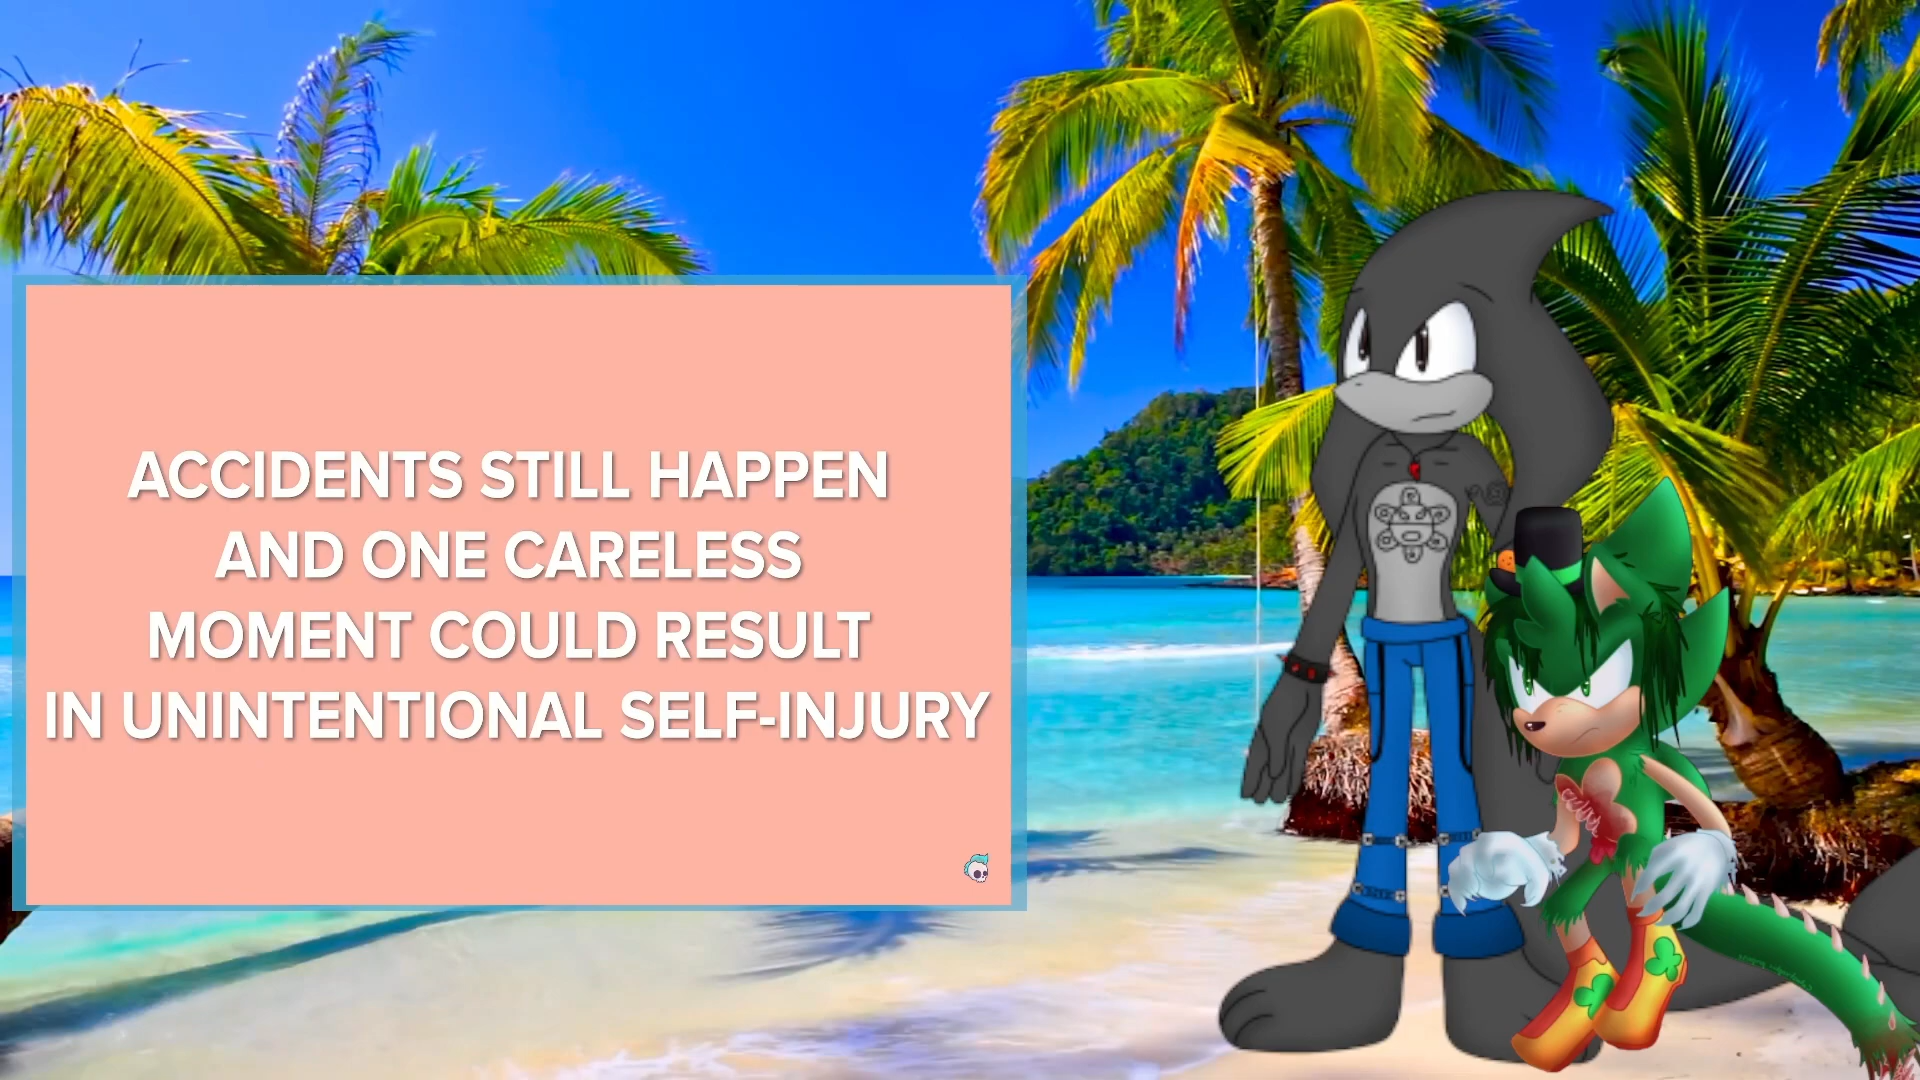 ACCIDENTS STILL HAPPEN
AND ONE CARELESS
MOMENT COULD RESULT
IN UNINTENTIONAL SELF-INJURY